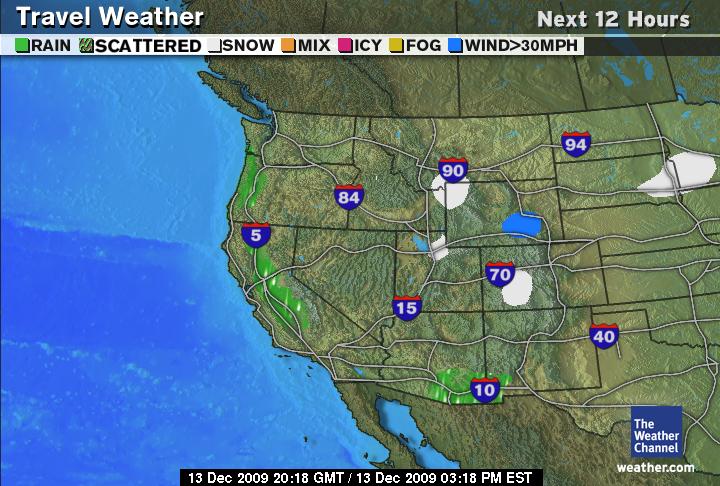 Travel Weather
Next 12 Hours
RAIN SCATTERED SNOW MIX ICY FOG WIND>30MPH
94
90
84
5
70
15
40
10
The
Weather
Channel
weather.com
13 Dec 2009 20:18 GMT / 13 Dec 2009 03:18 PM EST